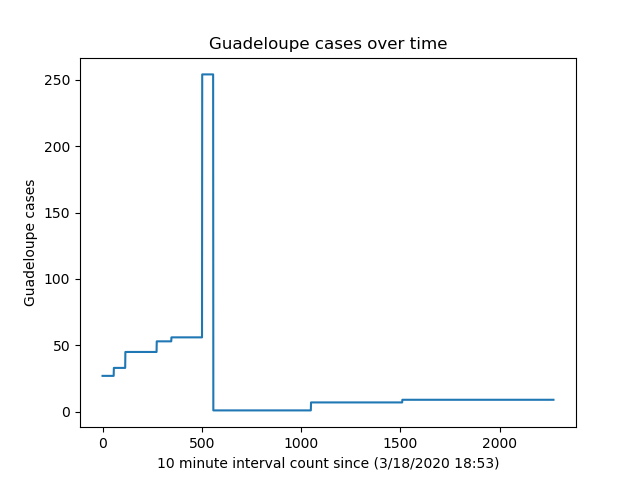 Guadeloupe cases over time
Guadeloupe cases
250
200
150
100
50
0
0 500 1000 1500 2000
10 minute interval count since (3/18/2020 18:53)